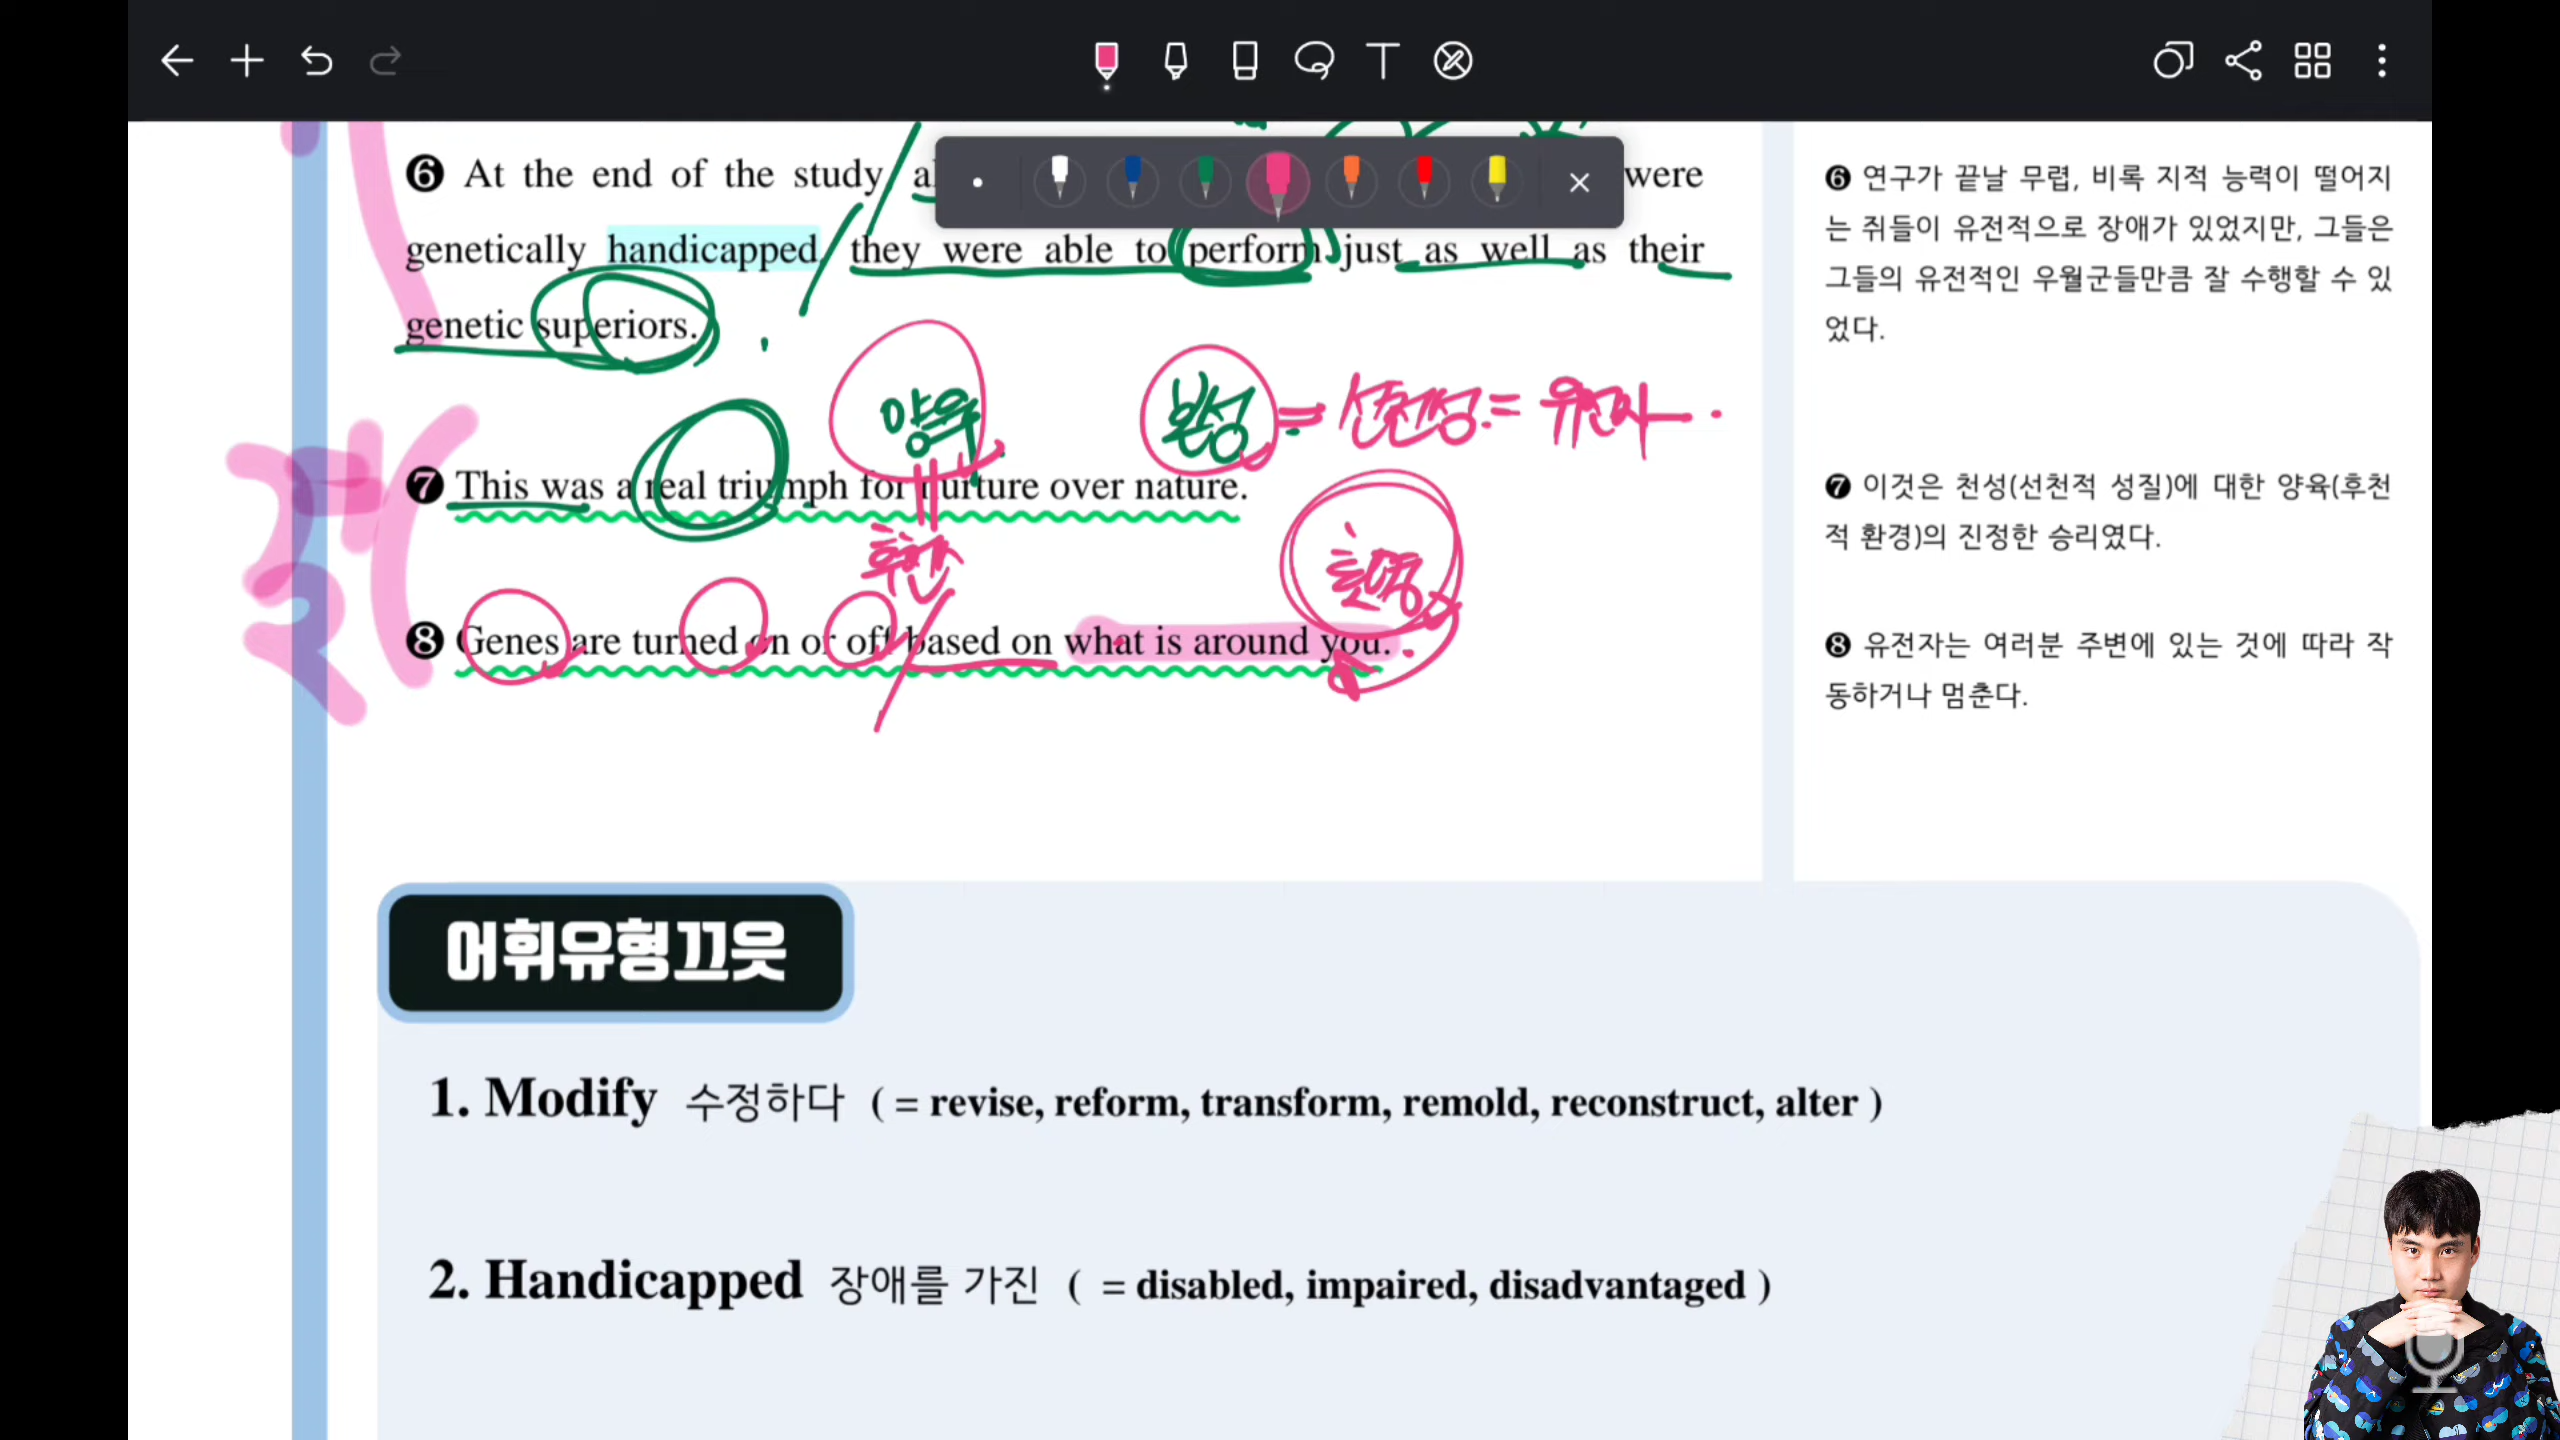 ❻ At the end of the study, al were
genetically handicapped, they were able to perform just as well as their
genetic superiors.
❻ 연구가 끝날 무렵, 비록 지적 능력이 떨어지
는 쥐들이 유전적으로 장애가 있었지만, 그들은
그들의 유전적인 우월군들만큼 잘 수행할 수 있
었다.
양육 본성 = 선천성 = 유전자
❼ This was a real triumph for nurture over nature.
❼ 이것은 천성(선천적 성질)에 대한 양육(후천
적 환경)의 진정한 승리였다.
후천
환경
❽ Genes are turned on or off based on what is around you.
❽ 유전자는 여러분 주변에 있는 것에 따라 작
동하거나 멈춘다.
어휘유형끄읏
1. Modify 수정하다 ( = revise, reform, transform, remold, reconstruct, alter )
2. Handicapped 장애를 가진 ( = disabled, impaired, disadvantaged )